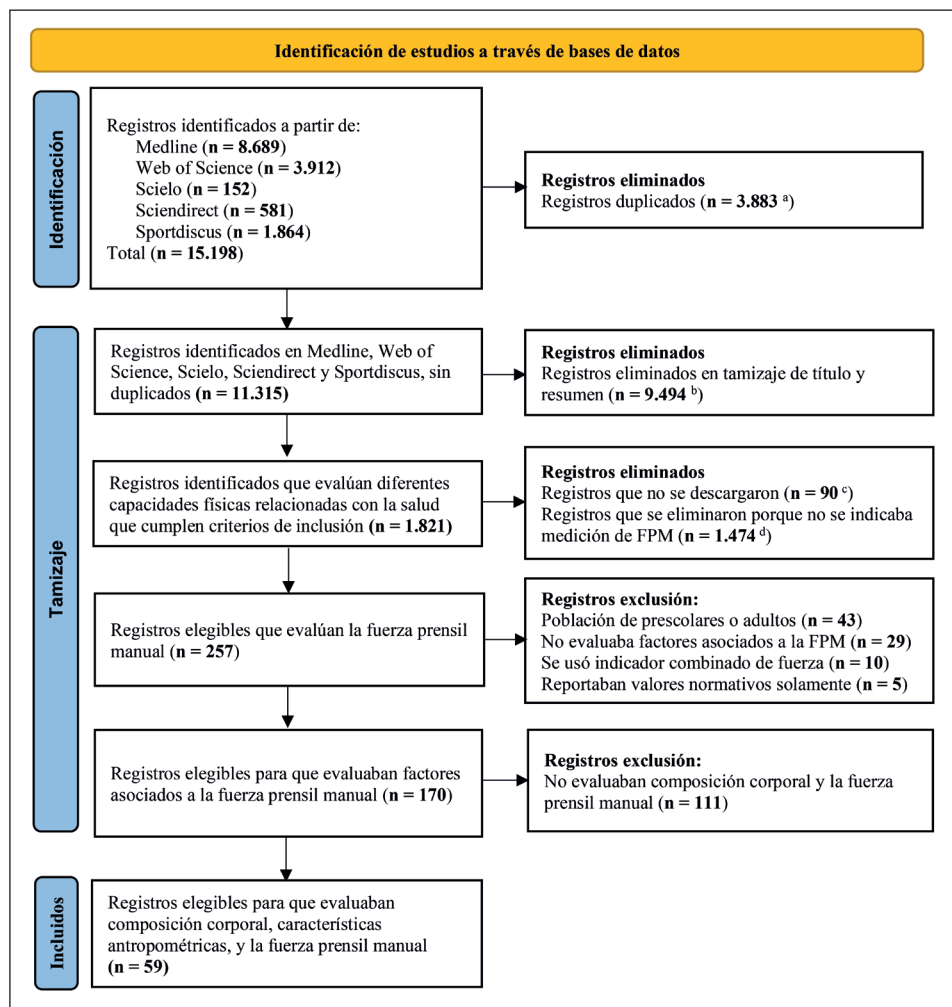 Identificación de estudios a través de bases de datos
Identificación
Registros identificados a partir de:
Medline (n = 8.689)
Web of Science (n = 3.912)
Scielo (n = 152)
Sciendirect (n = 581)
Sportdiscus (n = 1.864)
Total (n = 15.198)
Registros eliminados
Registros duplicados (n = 3.883 a)
Tamizaje
Registros identificados en Medline, Web of
Science, Scielo, Sciendirect y Sportdiscus, sin
duplicados (n = 11.315)
Registros eliminados
Registros eliminados en tamizaje de título y
resumen (n = 9.494 b)
Registros identificados que evalúan diferentes
capacidades físicas relacionadas con la salud
que cumplen criterios de inclusión (n = 1.821)
Registros eliminados
Registros que no se descargaron (n = 90 c)
Registros que se eliminaron porque no se indicaba
medición de FPM (n = 1.474 d)
Registros elegibles que evalúan la fuerza prensil
manual (n = 257)
Registros exclusión:
Población de prescolares o adultos (n = 43)
No evaluaba factores asociados a la FPM (n = 29)
Se usó indicador combinado de fuerza (n = 10)
Reportaban valores normativos solamente (n = 5)
Registros elegibles para que evaluaban factores
asociados a la fuerza prensil manual (n = 170)
Registros exclusión:
No evaluaban composición corporal y la fuerza
prensil manual (n = 111)
Incluidos
Registros elegibles para que evaluaban
composición corporal, características
antropométricas, y la fuerza prensil manual
(n = 59)